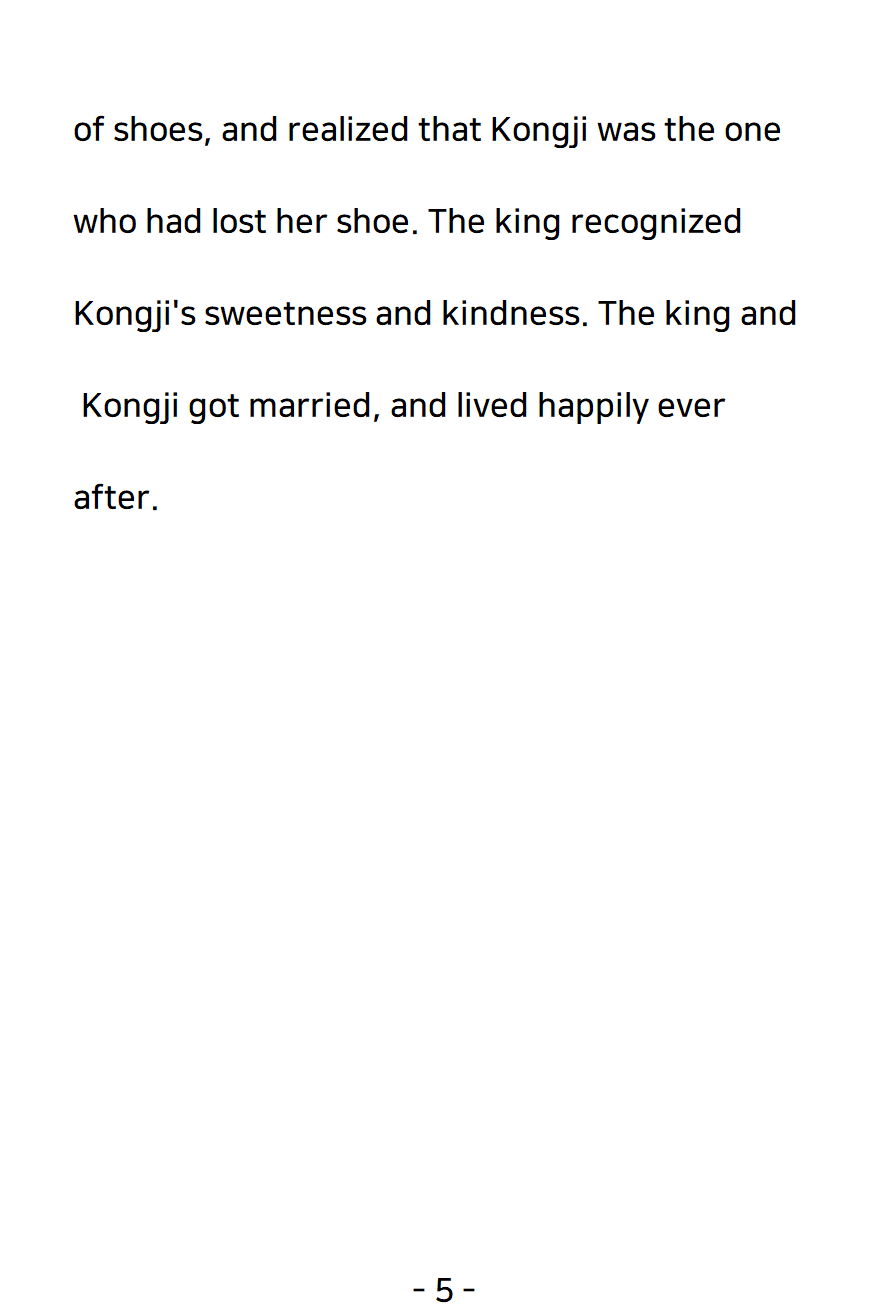 of shoes, and realized that Kongji was the one
who had lost her shoe. The king recognized
Kongji's sweetness and kindness. The king and
Kongji got married, and lived happily ever
after.
- 5 -